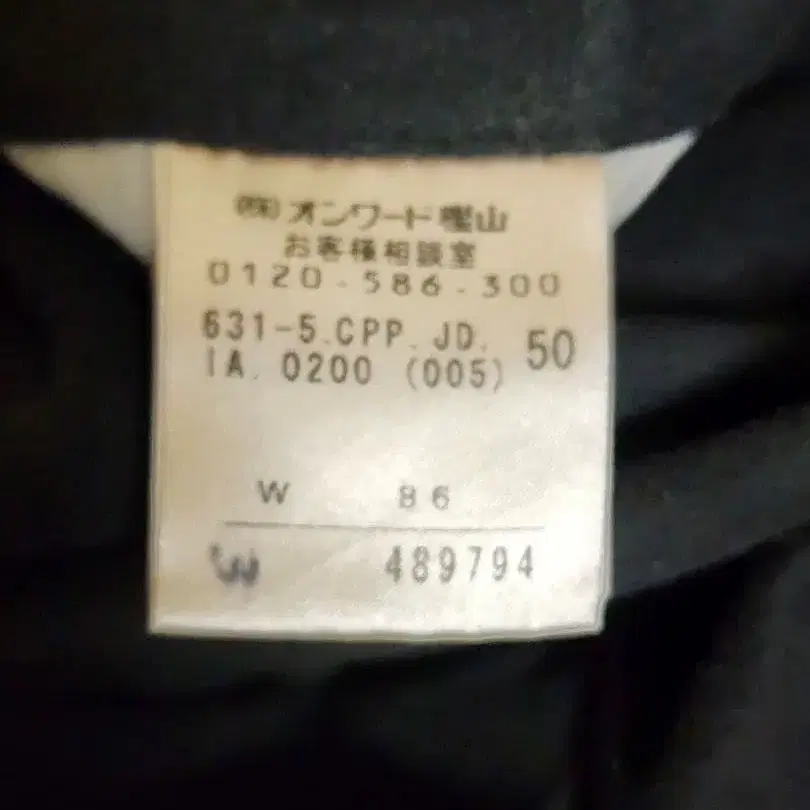 ㈱オンワード樫山
お客様相談室
0120-586-300
631-5.CPP.JD. 50
IA. 0200 (005)
W 86
489794